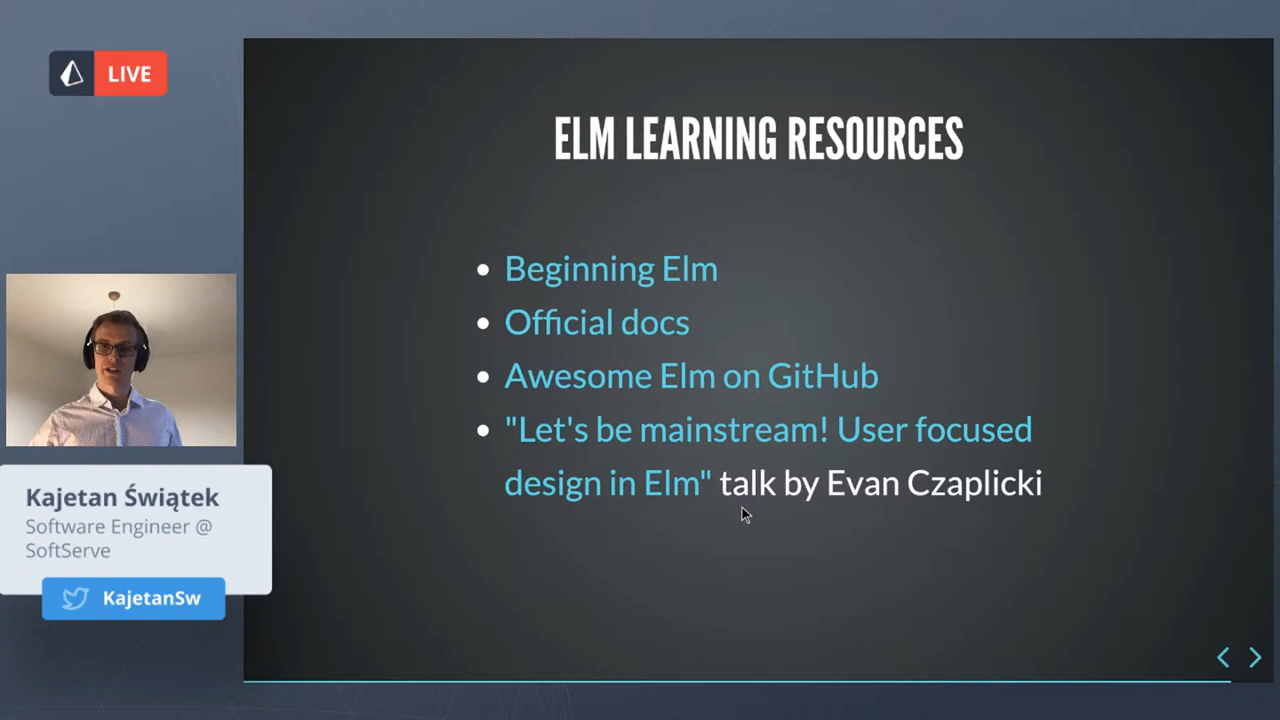 LIVE
ELM LEARNING RESOURCES
Beginning Elm
Official docs
Awesome Elm on GitHub
"Let's be mainstream! User focused
design in Elm" talk by Evan Czaplicki
Kajetan Świątek
Software Engineer @
SoftServe
KajetanSw